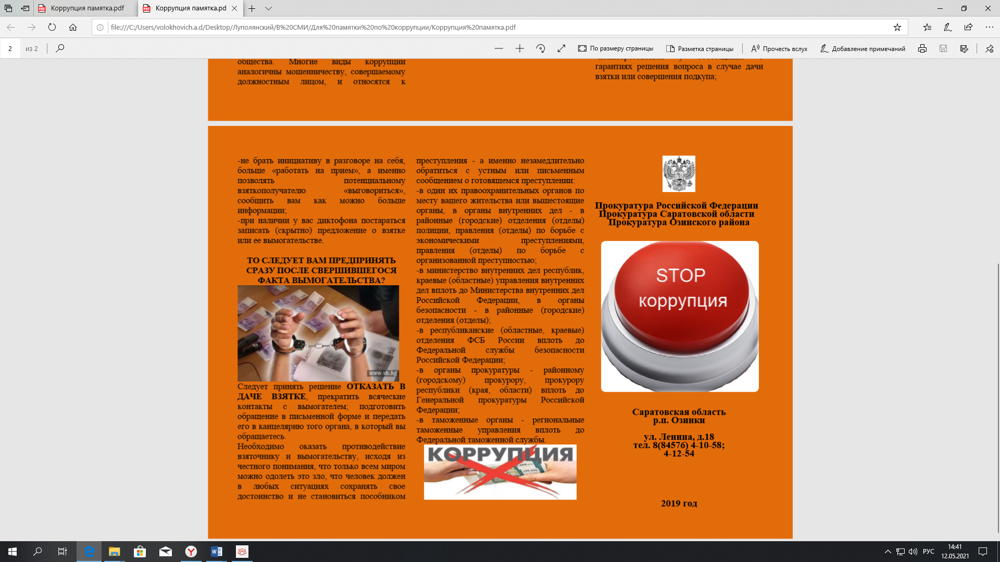 Коррупция памятка.pdf
Коррупция памятка.pd
file:///C:/Users/volokhovich.a.d/Desktop/Луполянский/В%20СМИ/Для%20памятки%20по%20коррупции/Коррупция%20памятка.pdf
2 из 2
По размеру страницы
Разметка страницы
Прочесть вслух
Добавление примечаний
общества. Многие виды коррупции
аналогичны мошенничеству, совершаемому
должностным лицом, и относятся к
гарантиях решения вопроса в случае дачи
взятки или совершения подкупа;
-не брать инициативу в разговоре на себя,
больше «работать на прием», а именно
позволять потенциальному
взяткополучателю «выговориться»,
сообщить вам как можно больше
информации;
-при наличии у вас диктофона постараться
записать (скрытно) предложение о взятке
или ее вымогательстве.
ТО СЛЕДУЕТ ВАМ ПРЕДПРИНЯТЬ
СРАЗУ ПОСЛЕ СВЕРШИВШЕГОСЯ
ФАКТА ВЫМОГАТЕЛЬСТВА?
www.vb.kg
Следует принять решение ОТКАЗАТЬ В
ДАЧЕ ВЗЯТКЕ, прекратить всяческие
контакты с вымогателем; подготовить
обращение в письменной форме и передать
его в канцелярию того органа, в который вы
обращаетесь.
Необходимо оказать противодействие
взяточнику и вымогательству, исходя из
честного понимания, что только всем миром
можно одолеть это зло, что человек должен
в любых ситуациях сохранять свое
достоинство и не становиться пособником
преступления - а именно незамедлительно
обратиться с устным или письменным
сообщением о готовящемся преступлении:
-в один их правоохранительных органов по
месту вашего жительства или вышестоящие
органы, в органы внутренних дел - в
районные (городские) отделения (отделы)
полиции, правления (отделы) по борьбе с
экономическими преступлениями,
правления (отделы) по борьбе с
организованной преступностью;
-в министерство внутренних дел республик,
краевые (областные) управления внутренних
дел вплоть до Министерства внутренних дел
Российской Федерации, в органы
безопасности - в районные (городские)
отделения (отделы);
-в республиканские (областные, краевые)
отделения ФСБ России вплоть до
Федеральной службы безопасности
Российской Федерации;
-в органы прокуратуры - районному
(городскому) прокурору, прокурору
республики (края, области) вплоть до
Генеральной прокуратуры Российской
Федерации;
-в таможенные органы - региональные
таможенные управления вплоть до
Федеральной таможенной службы.
КОРРУПЦИЯ
Прокуратура Российской Федерации
Прокуратура Саратовской области
Прокуратура Озинского района
STOP
коррупция
Саратовская область
р.п. Озинки
ул. Ленина, д.18
тел. 8(84576) 4-10-58;
4-12-54
2019 год
РУС
14:41
12.05.2021